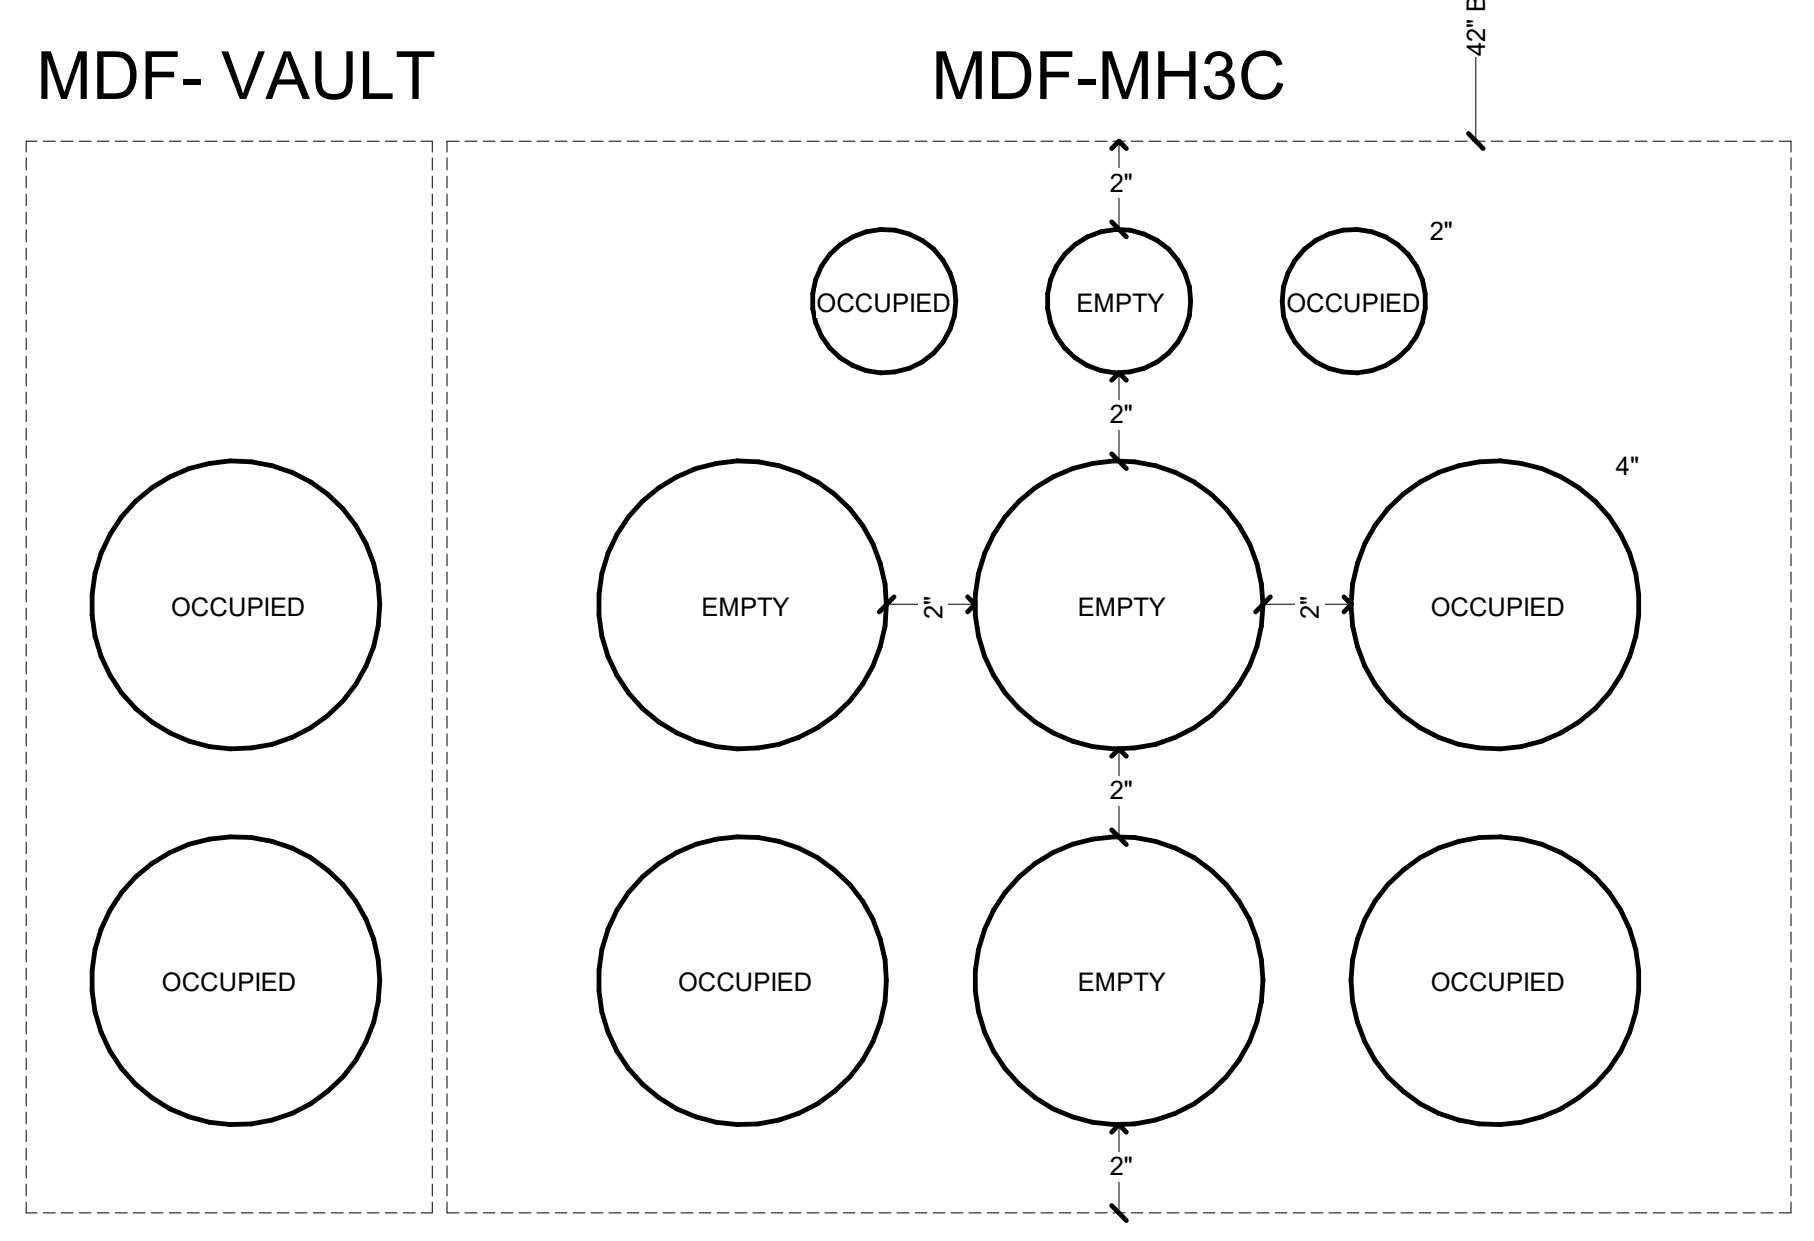 42" B
MDF- VAULT
MDF-MH3C
2"
2"
OCCUPIED
EMPTY
OCCUPIED
2"
4"
OCCUPIED
EMPTY
2"
EMPTY
2"
OCCUPIED
2"
OCCUPIED
OCCUPIED
EMPTY
OCCUPIED
2"